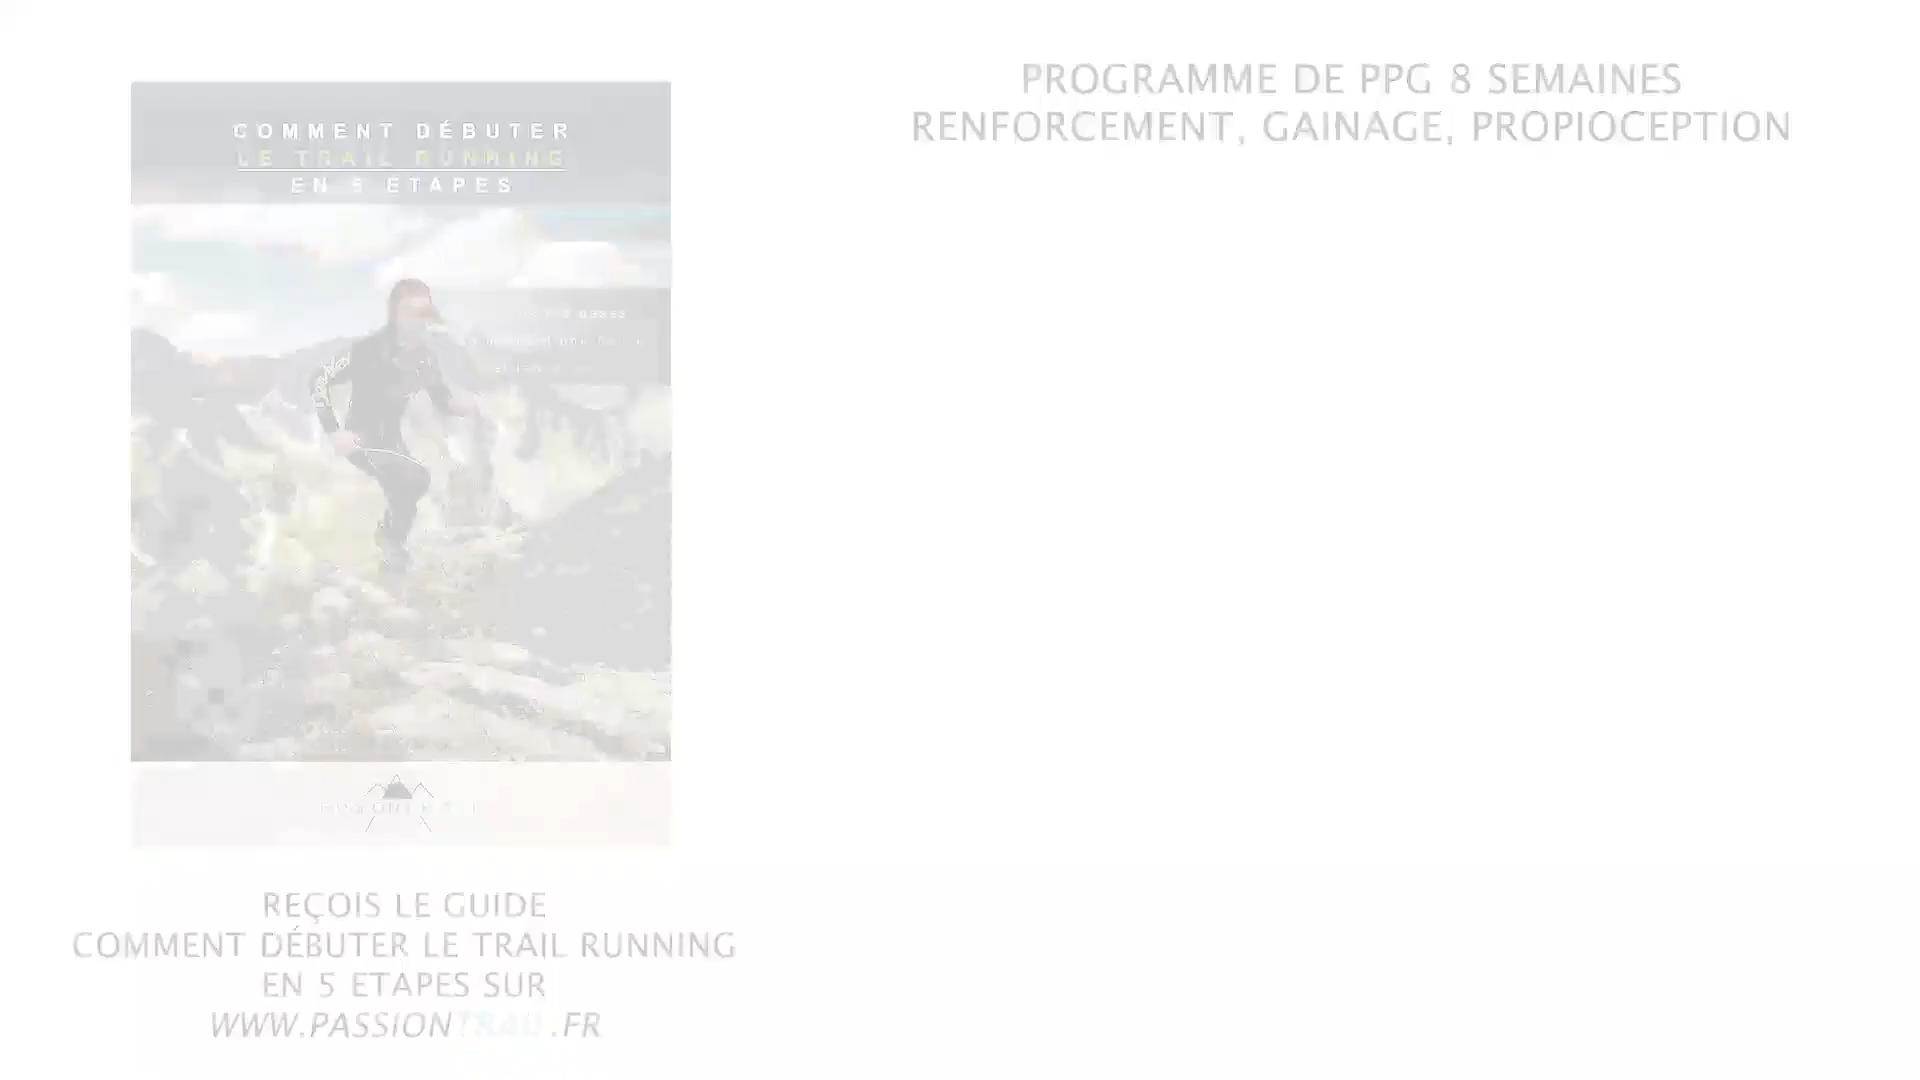 PROGRAMME DE PPG 8 SEMAINES
RENFORCEMENT, GAINAGE, PROPIOCEPTION
COMMENT DÉBUTER
LE TRAIL RUNNING
EN 5 ETAPES
REÇOIS LE GUIDE
COMMENT DÉBUTER LE TRAIL RUNNING
EN 5 ETAPES SUR
WWW.PASSIONTRAIL.FR